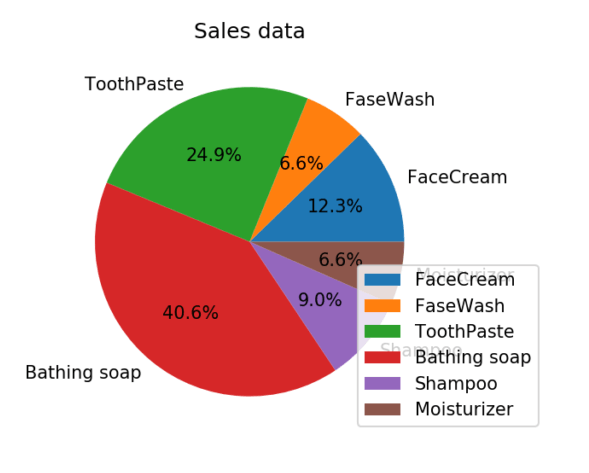 Sales data
ToothPaste
FaseWash
24.9%
6.6%
FaceCream
12.3%
6.6%
Moisturizer
9.0%
40.6%
Shampoo
Bathing soap
FaceCream
FaseWash
ToothPaste
Bathing soap
Shampoo
Moisturizer